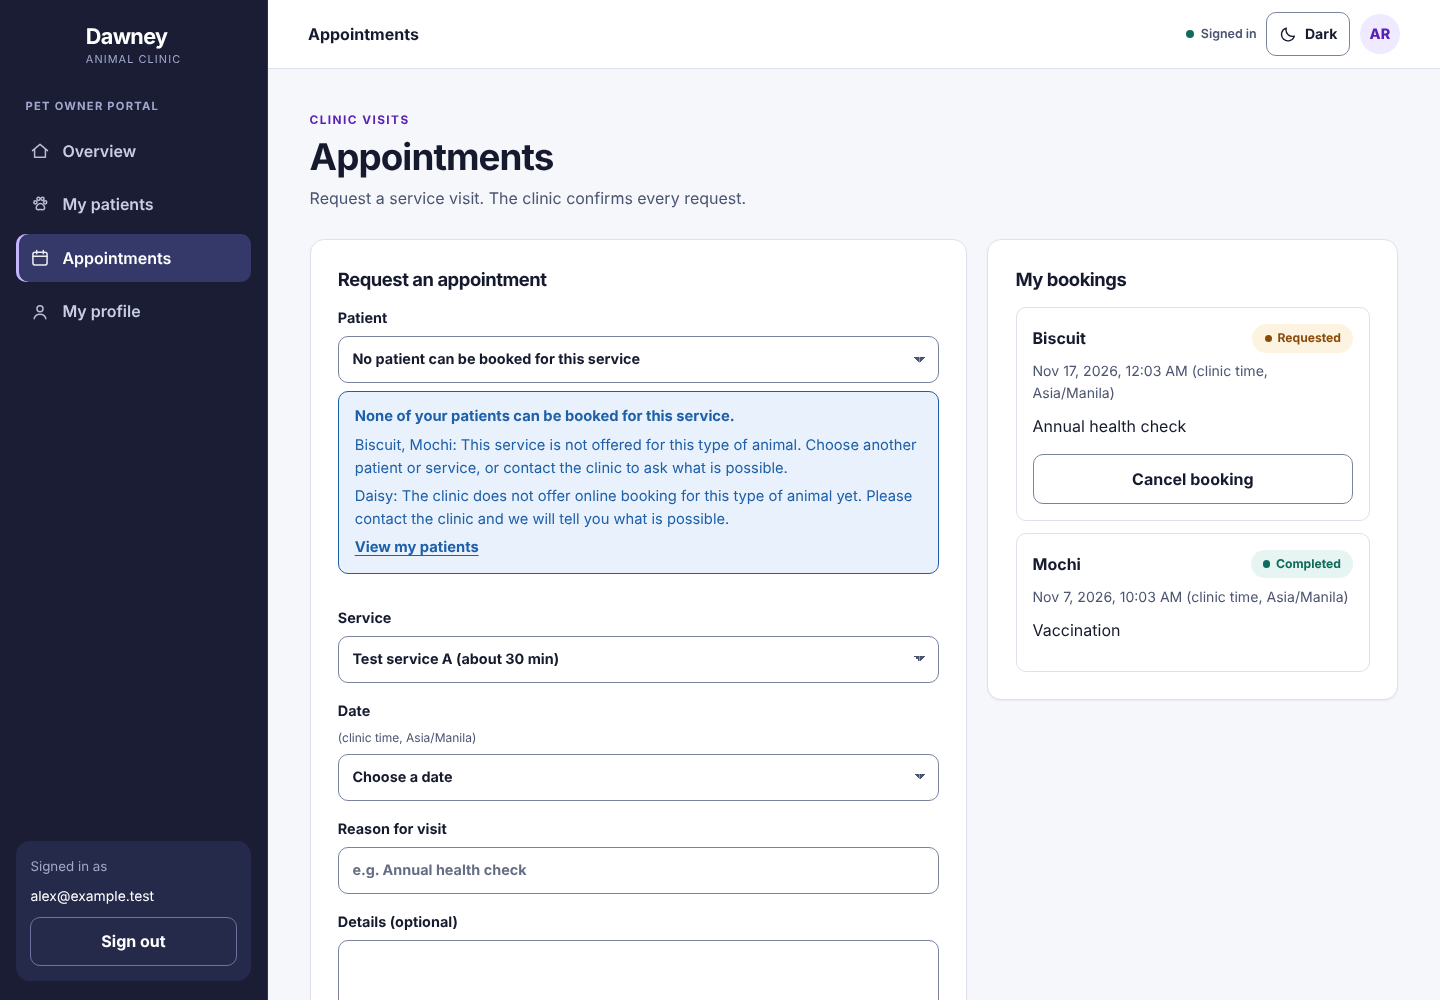 Dawney
ANIMAL CLINIC
PET OWNER PORTAL
Overview
My patients
Appointments
My profile
Signed in as
alex@example.test
Sign out
Appointments
Signed in
Dark
AR
CLINIC VISITS
Appointments
Request a service visit. The clinic confirms every request.
Request an appointment
Patient
No patient can be booked for this service
None of your patients can be booked for this service.
Biscuit, Mochi: This service is not offered for this type of animal. Choose another
patient or service, or contact the clinic to ask what is possible.
Daisy: The clinic does not offer online booking for this type of animal yet. Please
contact the clinic and we will tell you what is possible.
View my patients
Service
Test service A (about 30 min)
Date
(clinic time, Asia/Manila)
Choose a date
Reason for visit
e.g. Annual health check
Details (optional)
My bookings
Biscuit
Requested
Nov 17, 2026, 12:03 AM (clinic time,
Asia/Manila)
Annual health check
Cancel booking
Mochi
Completed
Nov 7, 2026, 10:03 AM (clinic time, Asia/Manila)
Vaccination